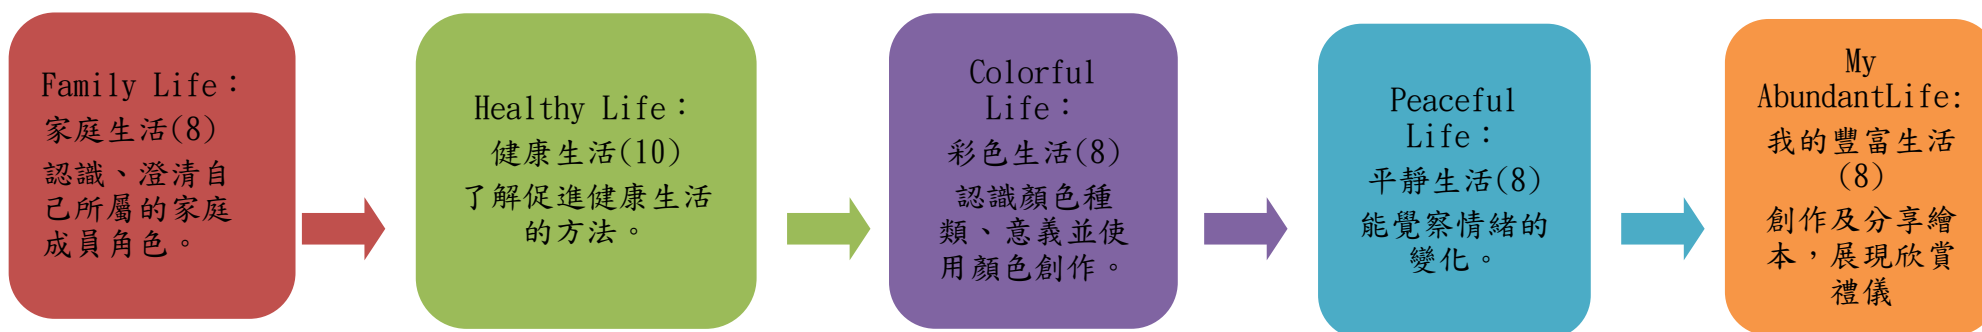 Family Life：
家庭生活(8)
認識、澄清自
己所屬的家庭
成員角色。
Healthy Life：
健康生活(10)
了解促進健康生活
的方法。
Colorful
Life：
彩色生活(8)
認識顏色種
類、意義並使
用顏色創作。
Peaceful
Life：
平靜生活(8)
能覺察情緒的
變化。
My
AbundantLife:
我的豐富生活
(8)
創作及分享繪
本，展現欣賞
禮儀